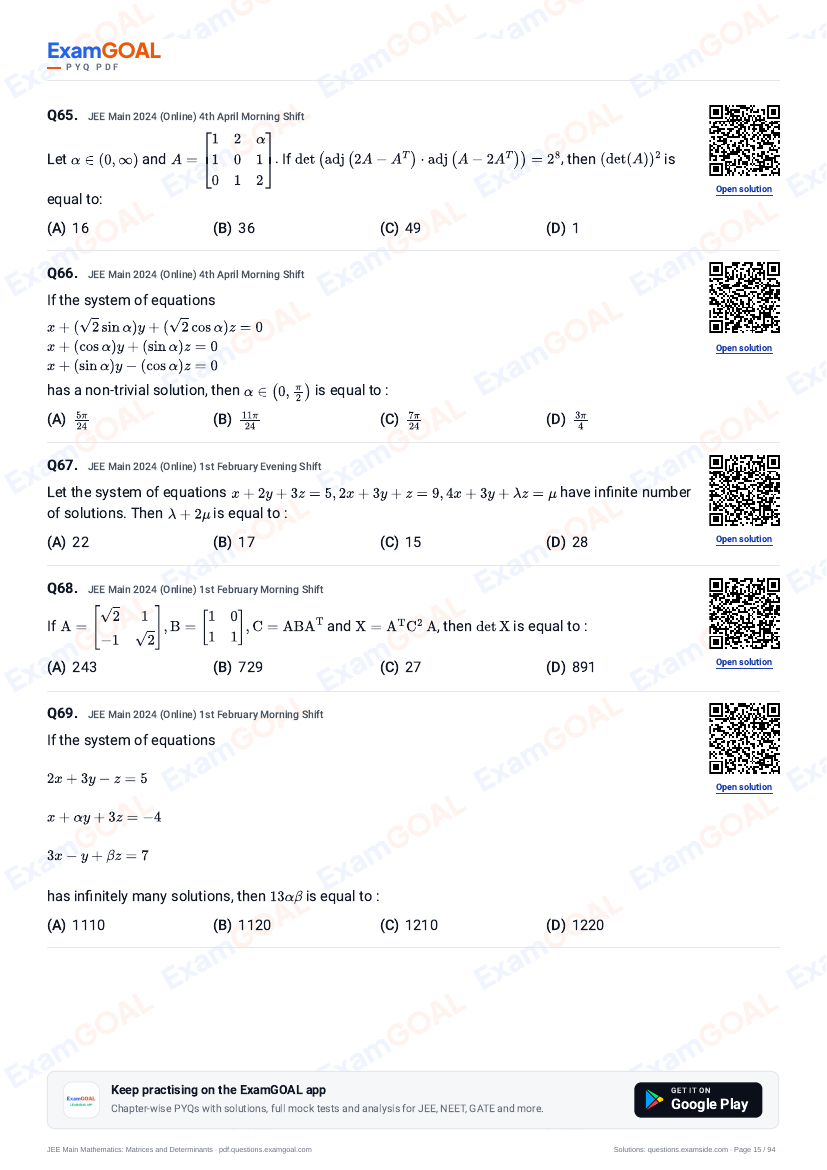 ExamGOAL
PYQ PDF
Q65. JEE Main 2024 (Online) 4th April Morning Shift
Let α ∈ (0, ∞) and A = [1 2 α; 1 0 1; 0 1 2]. If det (adj (2A − Aᵀ) · adj (A − 2Aᵀ)) = 2⁸, then (det(A))² is
equal to:
(A) 16 (B) 36 (C) 49 (D) 1
Open solution
Q66. JEE Main 2024 (Online) 4th April Morning Shift
If the system of equations
x + (√2 sin α)y + (√2 cos α)z = 0
x + (cos α)y + (sin α)z = 0
x + (sin α)y − (cos α)z = 0
has a non-trivial solution, then α ∈ (0, π/2) is equal to :
(A) 5π/24 (B) 11π/24 (C) 7π/24 (D) 3π/4
Open solution
Q67. JEE Main 2024 (Online) 1st February Evening Shift
Let the system of equations x + 2y + 3z = 5, 2x + 3y + z = 9, 4x + 3y + λz = μ have infinite number
of solutions. Then λ + 2μ is equal to :
(A) 22 (B) 17 (C) 15 (D) 28
Open solution
Q68. JEE Main 2024 (Online) 1st February Morning Shift
If A = [√2 1; −1 √2], B = [1 0; 1 1], C = ABAᵀ and X = AᵀC² A, then det X is equal to :
(A) 243 (B) 729 (C) 27 (D) 891
Open solution
Q69. JEE Main 2024 (Online) 1st February Morning Shift
If the system of equations
2x + 3y − z = 5
x + αy + 3z = −4
3x − y + βz = 7
has infinitely many solutions, then 13αβ is equal to :
(A) 1110 (B) 1120 (C) 1210 (D) 1220
Open solution
ExamGOAL
Keep practising on the ExamGOAL app
Chapter-wise PYQs with solutions, full mock tests and analysis for JEE, NEET, GATE and more.
GET IT ON
Google Play
JEE Main Mathematics: Matrices and Determinants · pdf.questions.examgoal.com
Solutions: questions.examside.com · Page 15 / 94